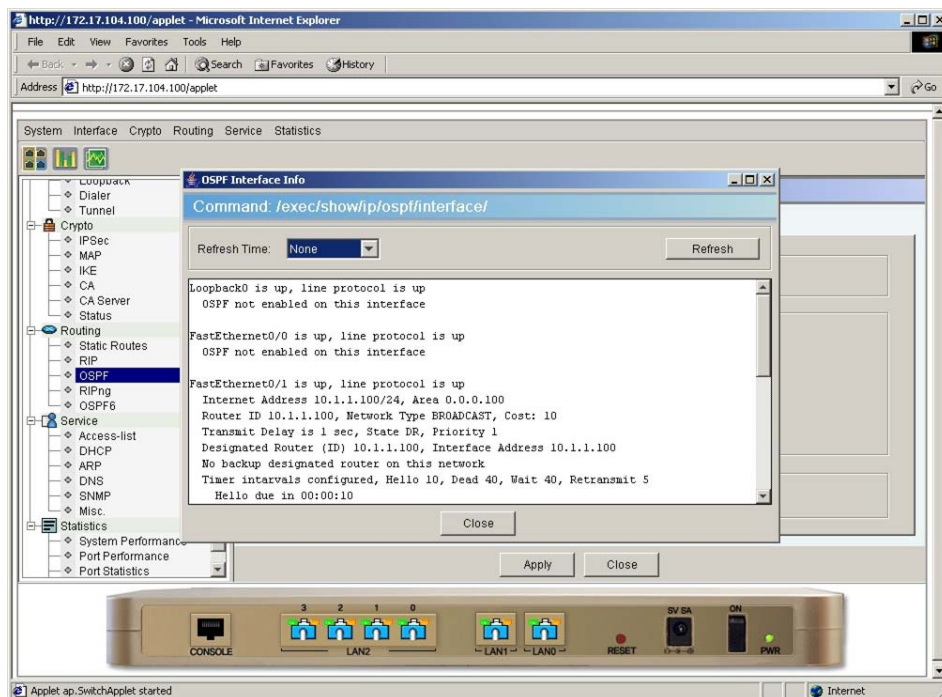 http://172.17.104.100/applet - Microsoft Internet Explorer
File Edit View Favorites Tools Help
Back Search Favorites History
Address http://172.17.104.100/applet Go
System Interface Crypto Routing Service Statistics
Loopback
Dialer
Tunnel
Crypto
IPSec
MAP
IKE
CA
CA Server
Status
Routing
Static Routes
RIP
OSPF
RIPng
OSPF6
Service
Access-list
DHCP
ARP
DNS
SNMP
Misc.
Statistics
System Performance
Port Performance
Port Statistics
OSPF Interface Info
Command: /exec/show/ip/ospf/interface/
Refresh Time: None Refresh
Loopback0 is up, line protocol is up
OSPF not enabled on this interface
FastEthernet0/0 is up, line protocol is up
OSPF not enabled on this interface
FastEthernet0/1 is up, line protocol is up
Internet Address 10.1.1.100/24, Area 0.0.0.100
Router ID 10.1.1.100, Network Type BROADCAST, Cost: 10
Transmit Delay is 1 sec, State DR, Priority 1
Designated Router (ID) 10.1.1.100, Interface Address 10.1.1.100
No backup designated router on this network
Timer intarvals configured, Hello 10, Dead 40, Wait 40, Retransmit 5
Hello due in 00:00:10
Close
Apply Close
3 2 1 0
CONSOLE LAN2 LAN1 LAN0 RESET 5V 5A ON PWR
Applet ap.SwitchApplet started Internet